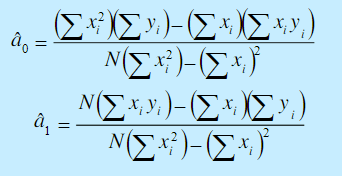 â₀ = (∑xᵢ²)(∑yᵢ)−(∑xᵢ)(∑xᵢyᵢ) / N(∑xᵢ²)−(∑xᵢ)²
â₁ = N(∑xᵢyᵢ)−(∑xᵢ)(∑yᵢ) / N(∑xᵢ²)−(∑xᵢ)²